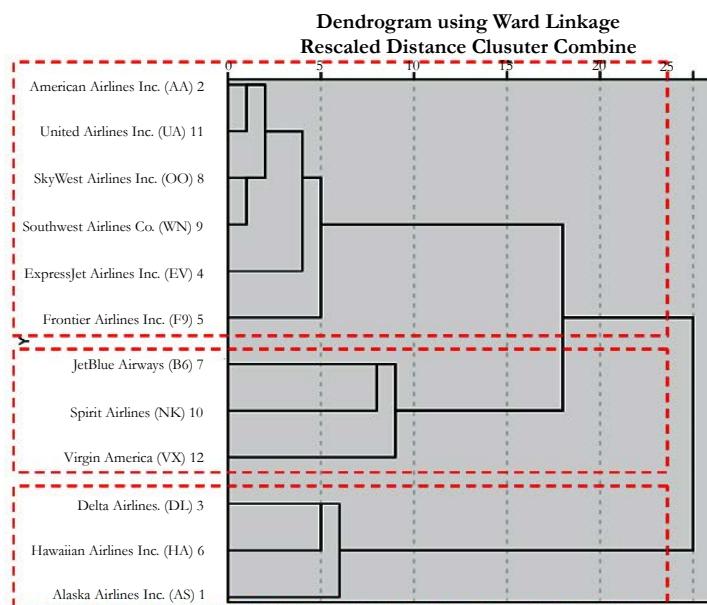 Dendrogram using Ward Linkage
Rescaled Distance Clusuter Combine
0 5 10 15 20 25
American Airlines Inc. (AA) 2
United Airlines Inc. (UA) 11
SkyWest Airlines Inc. (OO) 8
Southwest Airlines Co. (WN) 9
ExpressJet Airlines Inc. (EV) 4
Frontier Airlines Inc. (F9) 5
Y
JetBlue Airways (B6) 7
Spirit Airlines (NK) 10
Virgin America (VX) 12
Delta Airlines. (DL) 3
Hawaiian Airlines Inc. (HA) 6
Alaska Airlines Inc. (AS) 1